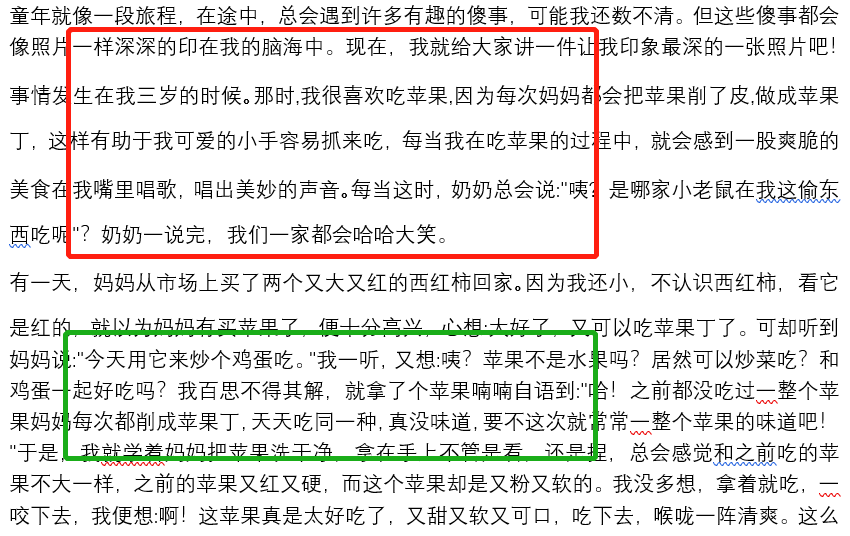 童年就像一段旅程，在途中，总会遇到许多有趣的傻事，可能我还数不清。但这些傻事都会
像照片一样深深的印在我的脑海中。现在，我就给大家讲一件让我印象最深的一张照片吧！
事情发生在我三岁的时候。那时,我很喜欢吃苹果,因为每次妈妈都会把苹果削了皮,做成苹果
丁，这样有助于我可爱的小手容易抓来吃，每当我在吃苹果的过程中，就会感到一股爽脆的
美食在我嘴里唱歌，唱出美妙的声音。每当这时，奶奶总会说:"咦？是哪家小老鼠在我这偷东
西吃呢"？奶奶一说完，我们一家都会哈哈大笑。
有一天，妈妈从市场上买了两个又大又红的西红柿回家。因为我还小，不认识西红柿，看它
是红的，就以为妈妈有买苹果了，便十分高兴，心想:太好了，又可以吃苹果丁了。可却听到
妈妈说:"今天用它来炒个鸡蛋吃。"我一听，又想:咦？苹果不是水果吗？居然可以炒菜吃？和
鸡蛋一起好吃吗？我百思不得其解，就拿了个苹果喃喃自语到:"哈！之前都没吃过一整个苹
果妈妈每次都削成苹果丁,天天吃同一种,真没味道,要不这次就常常一整个苹果的味道吧！
"于是，我就学着妈妈把苹果洗干净，拿在手上不管是看，还是捏，总会感觉和之前吃的苹
果不大一样，之前的苹果又红又硬，而这个苹果却是又粉又软的。我没多想，拿着就吃，一
咬下去，我便想:啊！这苹果真是太好吃了，又甜又软又可口，吃下去，喉咙一阵清爽。这么